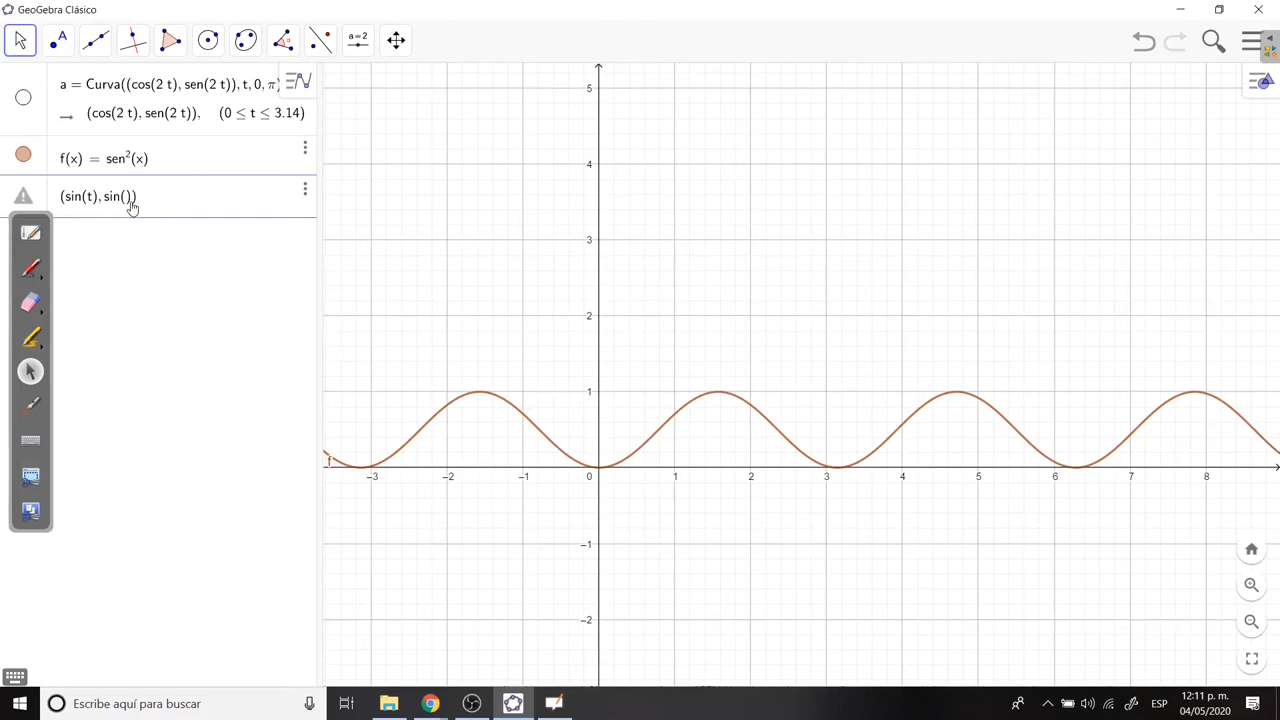 GeoGebra Clásico
A
a=2
a = Curva((cos(2 t), sen(2 t)), t, 0, π
→ (cos(2 t), sen(2 t)), (0 ≤ t ≤ 3.14)
f(x) = sen²(x)
(sin(t), sin())
5
4
3
2
1
f
−3 −2 −1 0 1 2 3 4 5 6 7 8
−1
−2
Escribe aquí para buscar
ESP
12:11 p. m.
04/05/2020